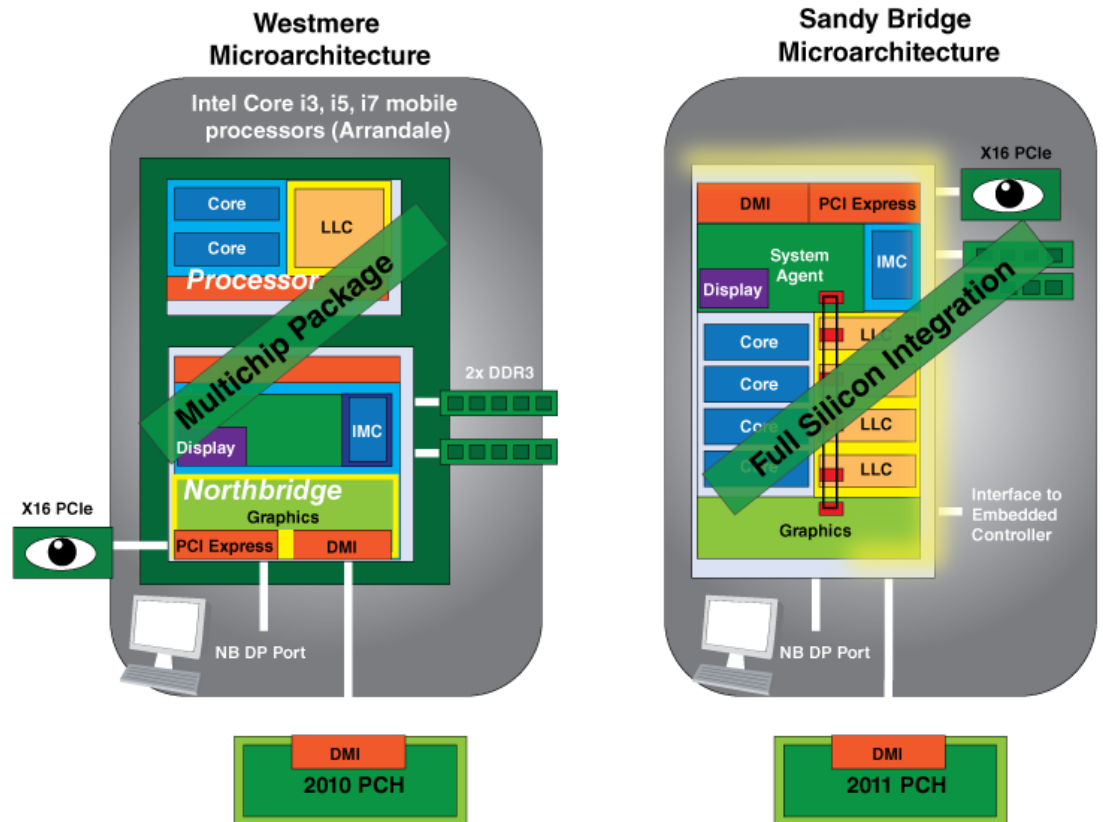 Westmere
Microarchitecture
Intel Core i3, i5, i7 mobile
processors (Arrandale)
Core
LLC
Core
Processor
Multichip Package
2x DDR3
IMC
Display
Northbridge
Graphics
X16 PCIe
PCI Express
DMI
NB DP Port
DMI
2010 PCH
Sandy Bridge
Microarchitecture
X16 PCIe
DMI
PCI Express
System
Agent
IMC
Display
Full Silicon Integration
Core
LLC
Core
Core
LLC
Core
LLC
Interface to
Embedded
Controller
Graphics
NB DP Port
DMI
2011 PCH